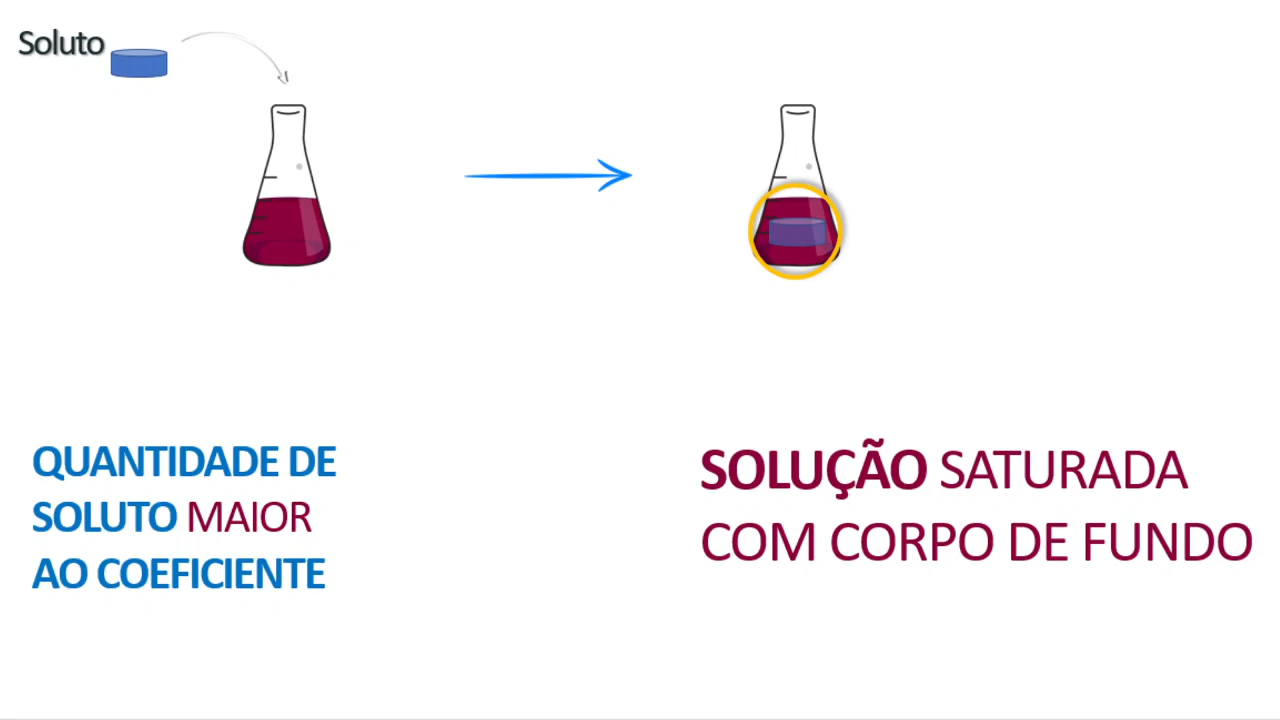 Soluto
QUANTIDADE DE
SOLUTO MAIOR
AO COEFICIENTE
SOLUÇÃO SATURADA
COM CORPO DE FUNDO